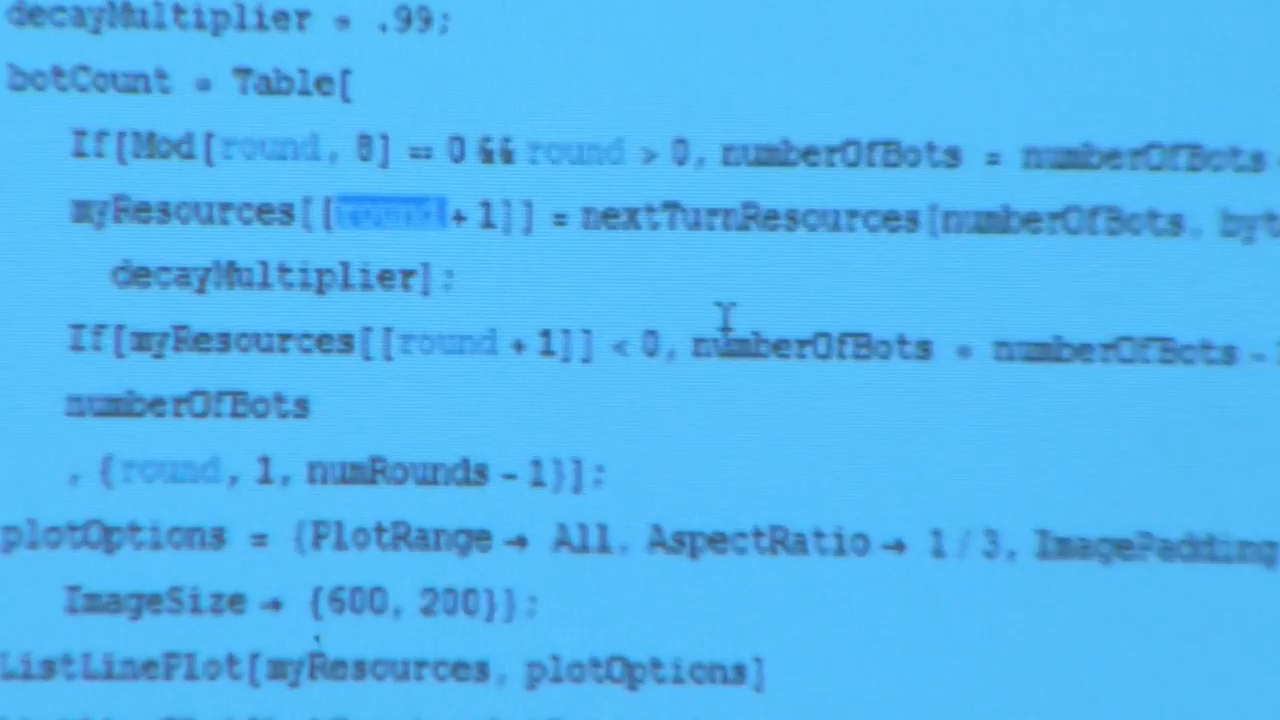 decayMultiplier = .99;
botCount = Table[
If[Mod[round, 8] == 0 && round > 0, numberOfBots = numberOfBots
myResources[[round + 1]] = nextTurnResources[numberOfBots,
decayMultiplier];
If[myResources[[round + 1]] < 0, numberOfBots = numberOfBots -
numberOfBots
, {round, 1, numRounds - 1}];
plotOptions = {PlotRange → All, AspectRatio → 1/3, ImagePadding
ImageSize → {600, 200}};
ListLinePlot[myResources, plotOptions]